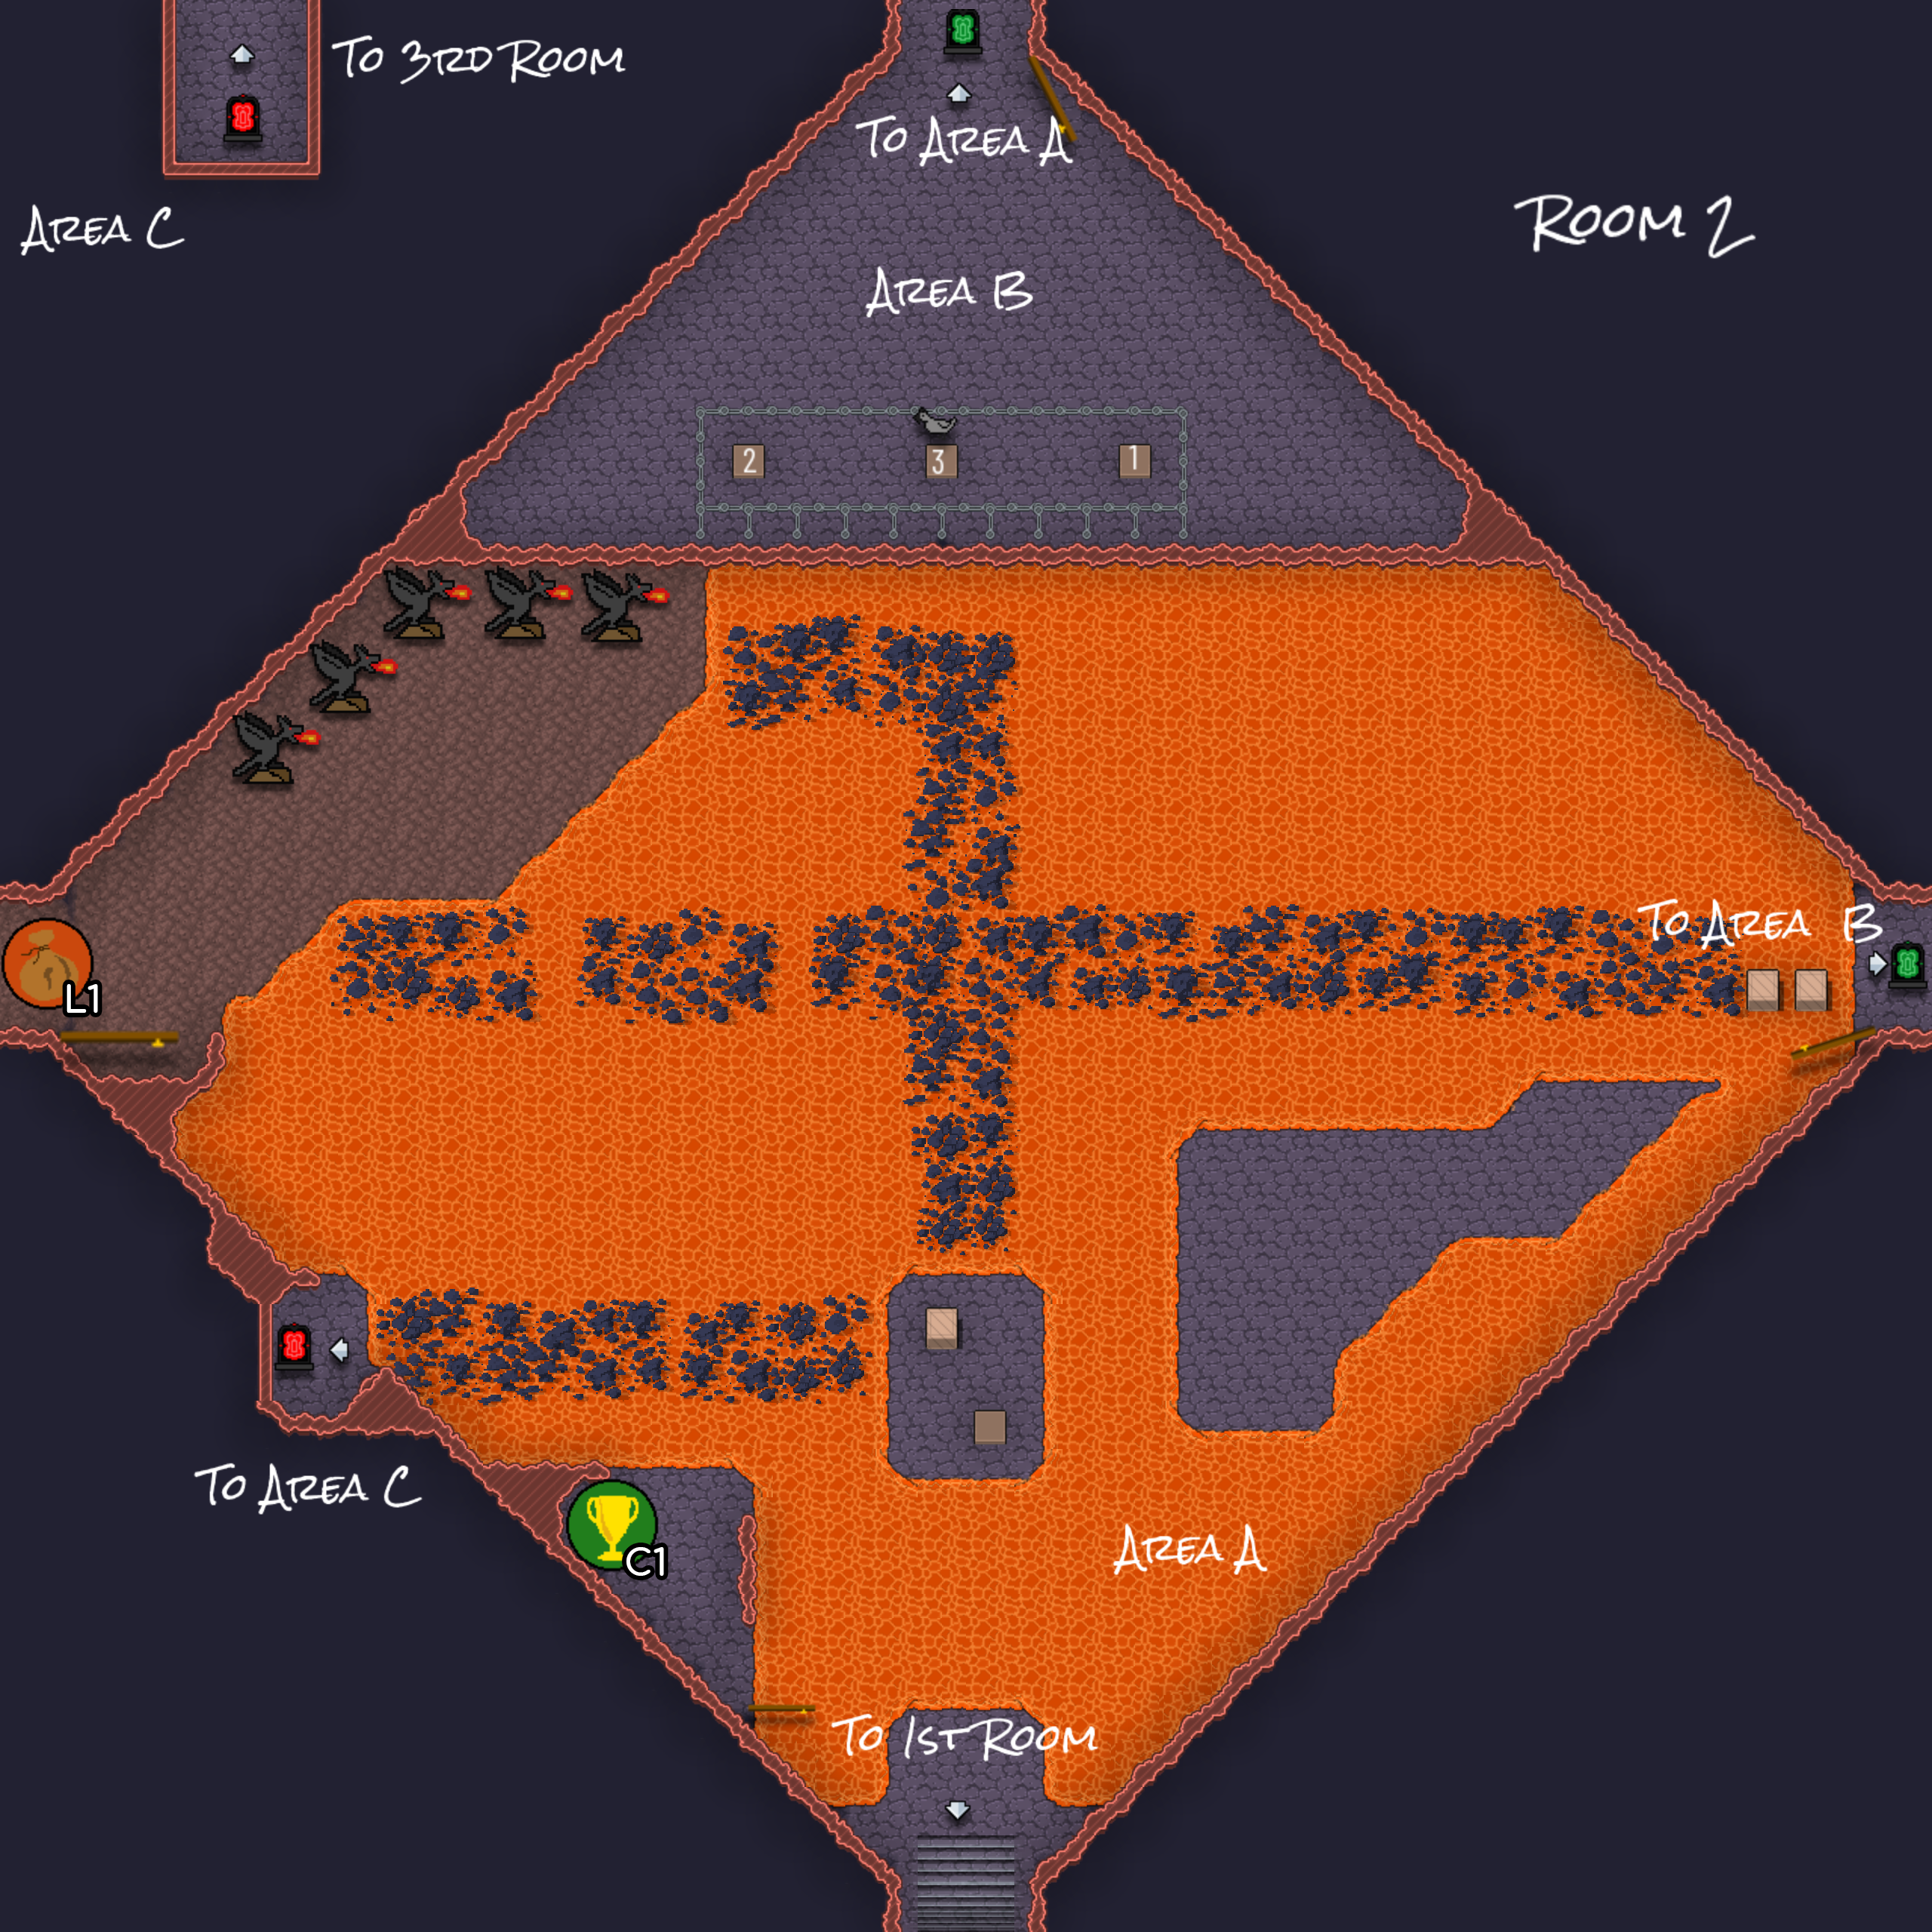 To 3rd Room
To Area A
Area C
Room 2
Area B
2
3
1
To Area B
L1
To Area C
C1
Area A
To 1st Room